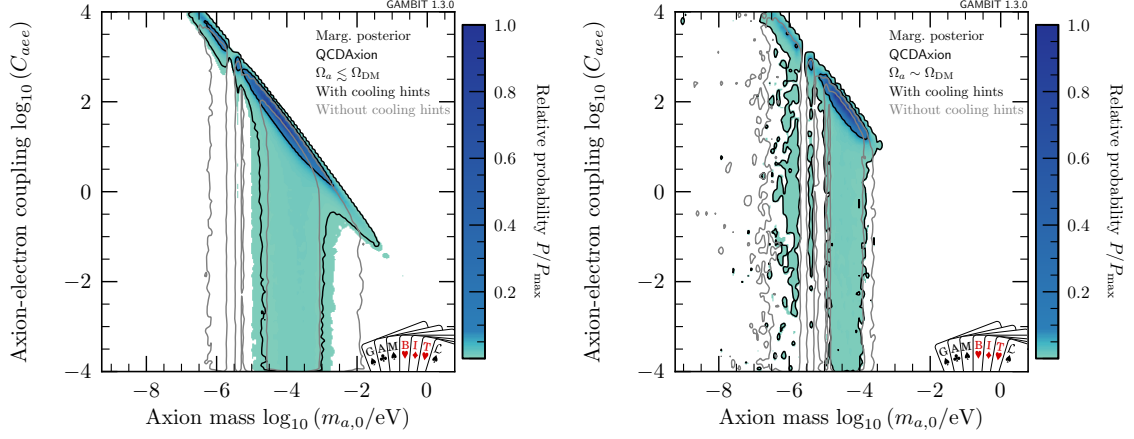 GAMBIT 1.3.0
Marg. posterior
QCDAxion
Ωₐ ≲ Ω_DM
With cooling hints
Without cooling hints
Axion-electron coupling log₁₀ (C_aee)
4
2
0
−2
−4
−8
−6
−4
−2
0
Axion mass log₁₀ (m_a,0/eV)
1.0
0.8
0.6
0.4
0.2
Relative probability P/P_max
G A M B I T
GAMBIT 1.3.0
Marg. posterior
QCDAxion
Ωₐ ∼ Ω_DM
With cooling hints
Without cooling hints
Axion-electron coupling log₁₀ (C_aee)
4
2
0
−2
−4
−8
−6
−4
−2
0
Axion mass log₁₀ (m_a,0/eV)
1.0
0.8
0.6
0.4
0.2
Relative probability P/P_max
G A M B I T